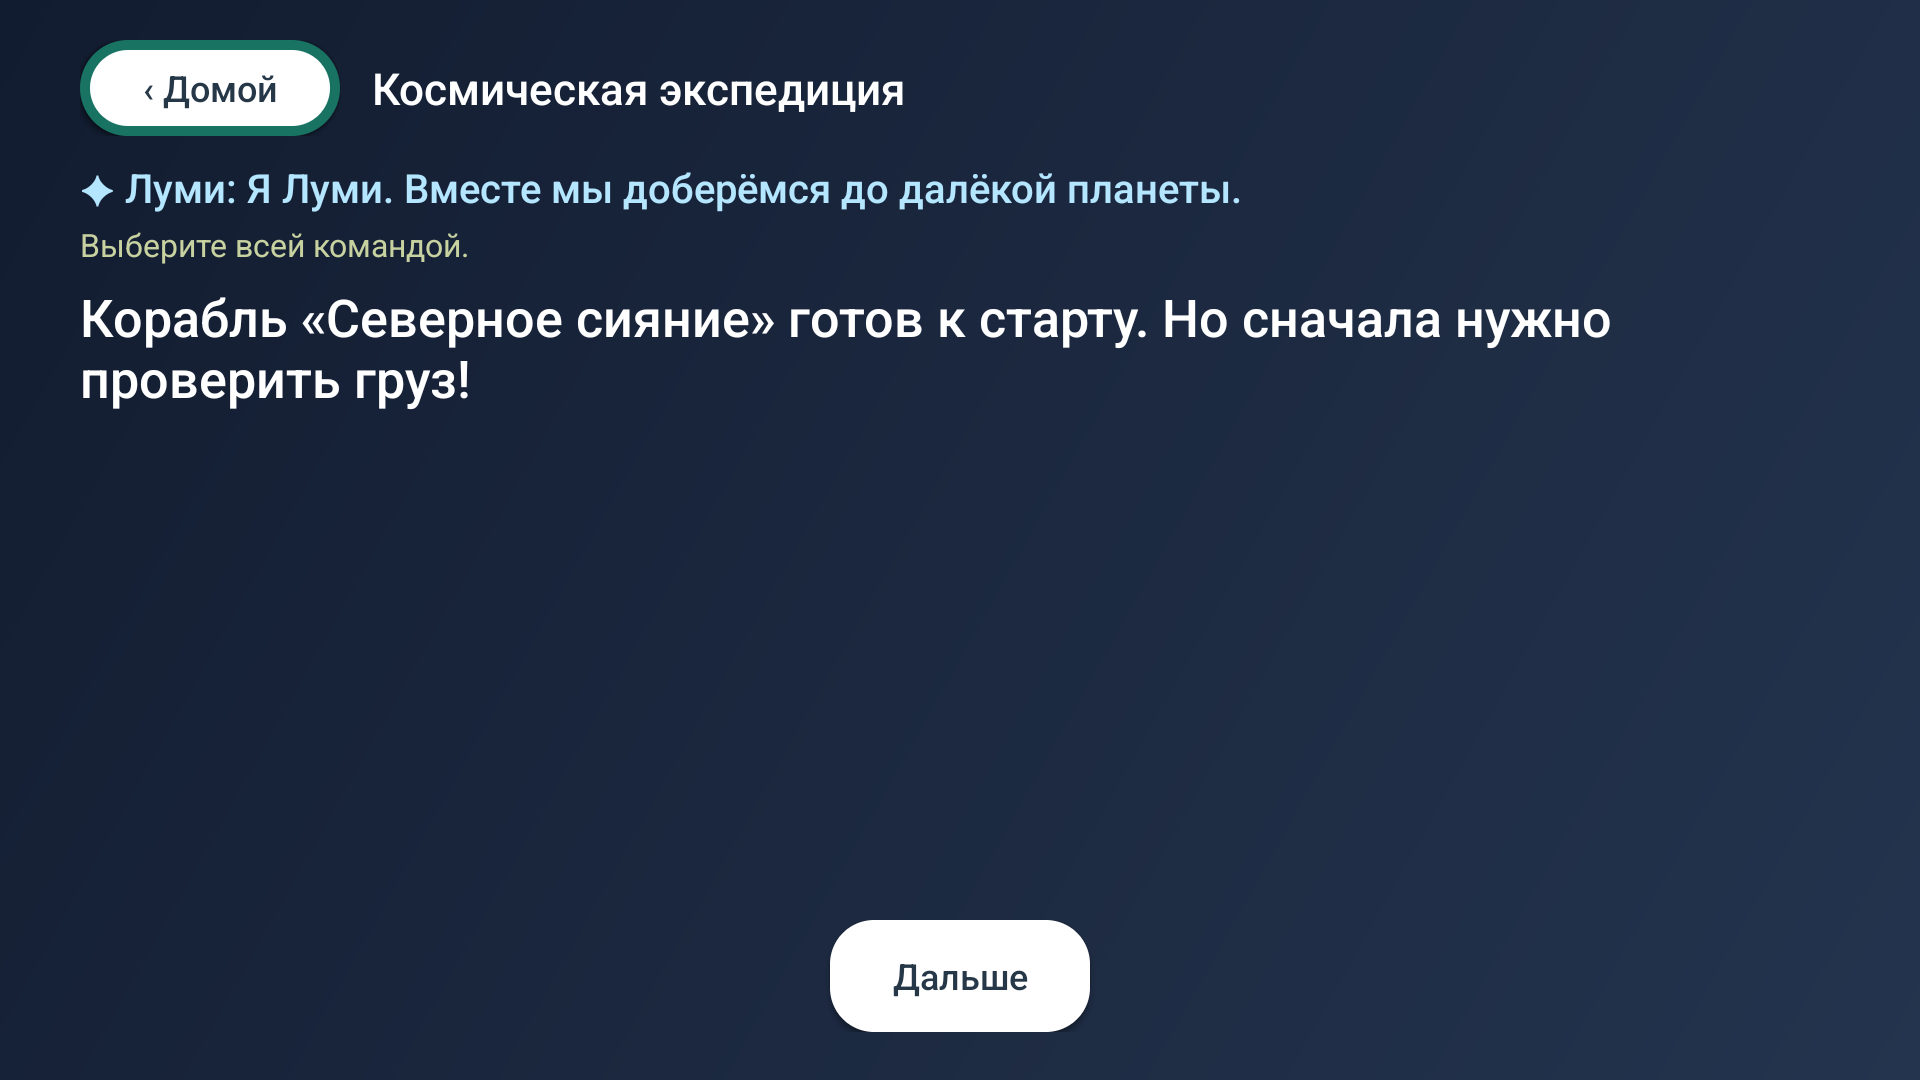 ‹ Домой
Космическая экспедиция
✦ Луми: Я Луми. Вместе мы доберёмся до далёкой планеты.
Выберите всей командой.
Корабль «Северное сияние» готов к старту. Но сначала нужно
проверить груз!
Дальше